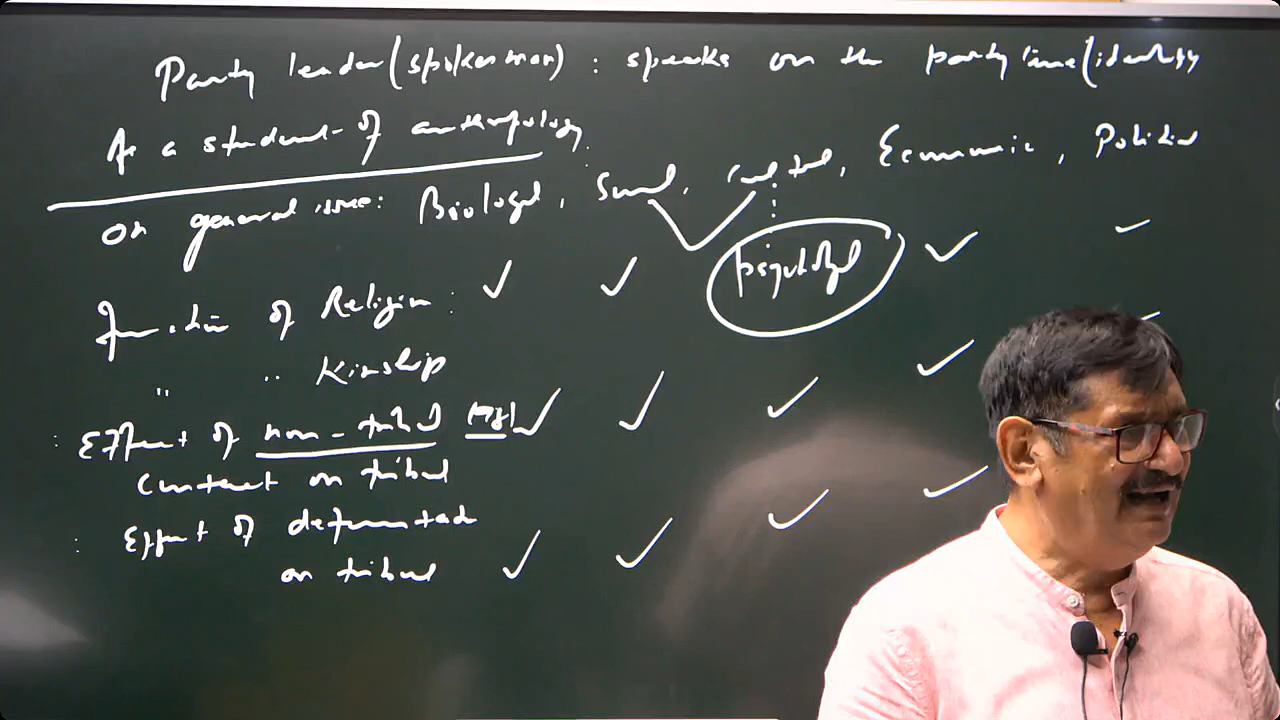 Party leader (spokesman) : speaks on the party line (ideology
As a student of anthropology
on general issue: Biological, Social, Cultural, Economic, Political
psychological
Function of Religion :
" " Kinship
: Effect of non-tribal
contact on tribal
: Effect of
on tribal